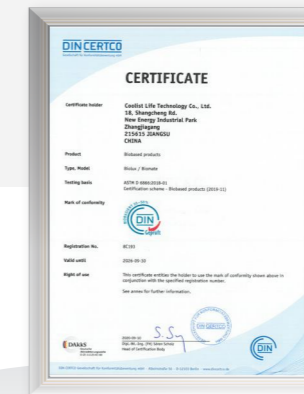 DIN CERTCO
CERTIFICATE
Certificate holder
Coolist Life Technology Co., Ltd.
18, Shangcheng Rd.
New Energy Industrial Park
Zhangjiagang
215615 JIANGSU
CHINA
Product Biobased products
Type, Model Biolux / Biomate
Testing basis ASTM D 6866:2018-01
Certification scheme - Biobased products (2019-11)
Mark of conformity
DIN
Geprüft
Registration No. 8C193
Valid until
Right of use This certificate entitles the holder to use the mark of conformity shown above in
conjunction with the specified registration number.
See annex for further information.
DAkkS
Head of Certification Body
DIN